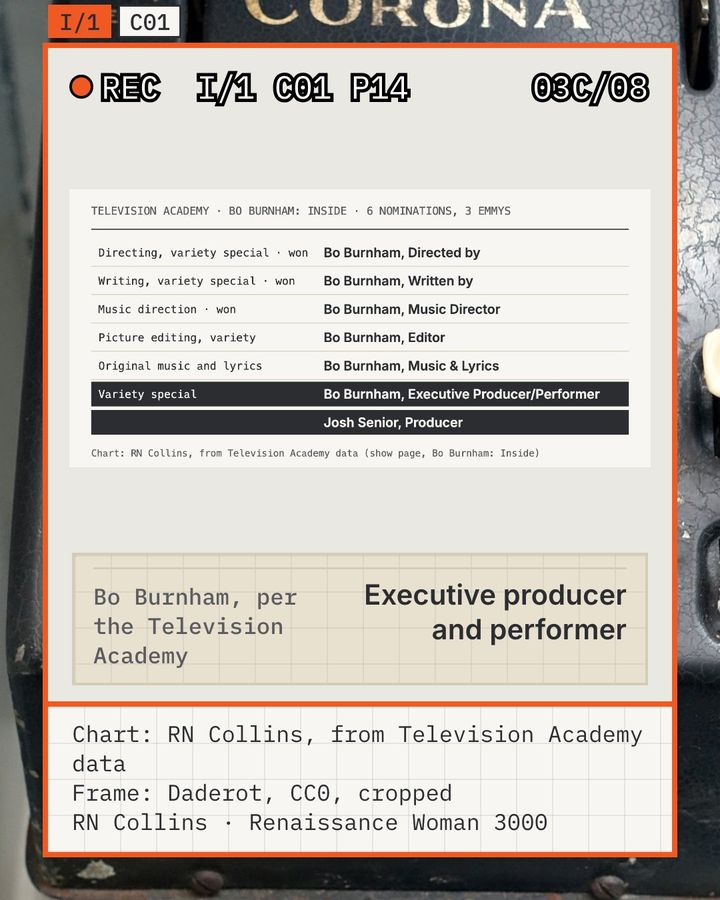 CORONA
I/1 C01
REC I/1 C01 P14 03C/08
TELEVISION ACADEMY · BO BURNHAM: INSIDE · 6 NOMINATIONS, 3 EMMYS
Directing, variety special · won Bo Burnham, Directed by
Writing, variety special · won Bo Burnham, Written by
Music direction · won Bo Burnham, Music Director
Picture editing, variety Bo Burnham, Editor
Original music and lyrics Bo Burnham, Music & Lyrics
Variety special Bo Burnham, Executive Producer/Performer
Josh Senior, Producer
Chart: RN Collins, from Television Academy data (show page, Bo Burnham: Inside)
Bo Burnham, per
the Television
Academy
Executive producer
and performer
Chart: RN Collins, from Television Academy
data
Frame: Daderot, CC0, cropped
RN Collins · Renaissance Woman 3000